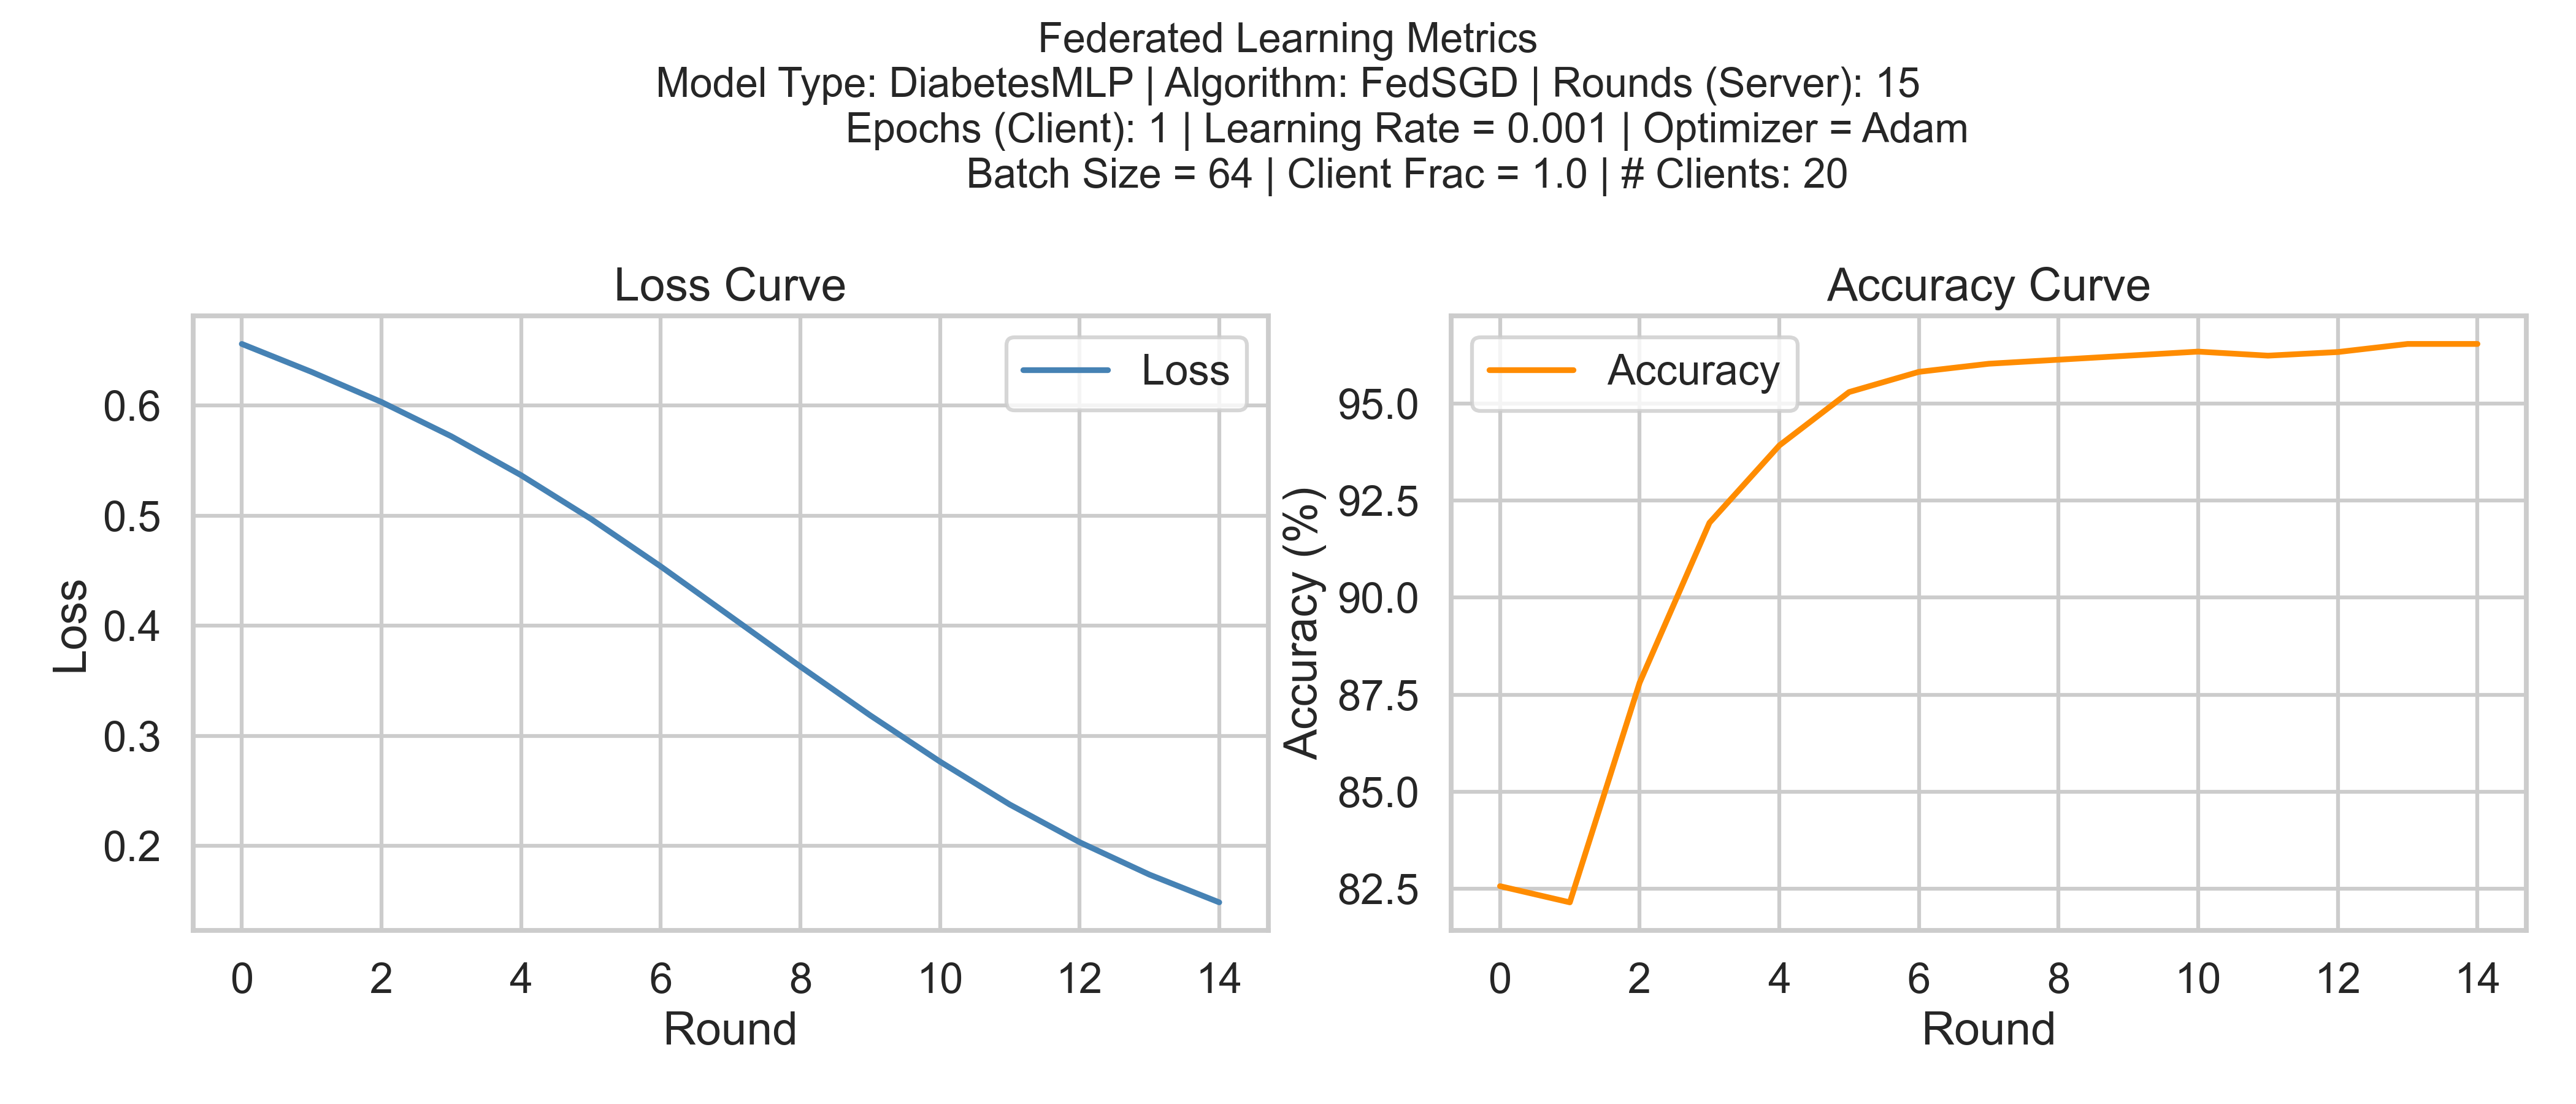 Federated Learning Metrics
Model Type: DiabetesMLP | Algorithm: FedSGD | Rounds (Server): 15
Epochs (Client): 1 | Learning Rate = 0.001 | Optimizer = Adam
Batch Size = 64 | Client Frac = 1.0 | # Clients: 20
Loss Curve
Loss
Loss
0.6
0.5
0.4
0.3
0.2
0 2 4 6 8 10 12 14
Round
Accuracy Curve
Accuracy
Accuracy (%)
95.0
92.5
90.0
87.5
85.0
82.5
0 2 4 6 8 10 12 14
Round